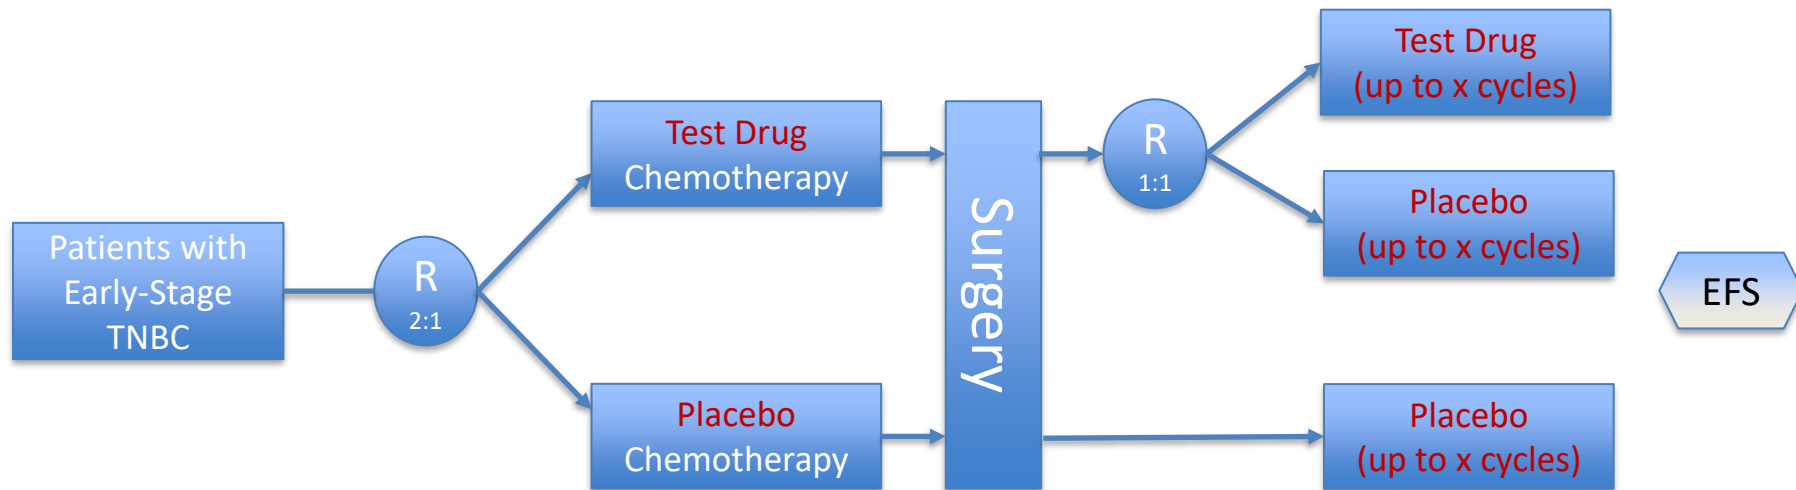 Patients with
Early-Stage
TNBC
R
2:1
Test Drug
Chemotherapy
Placebo
Chemotherapy
Surgery
R
1:1
Test Drug
(up to x cycles)
Placebo
(up to x cycles)
Placebo
(up to x cycles)
EFS